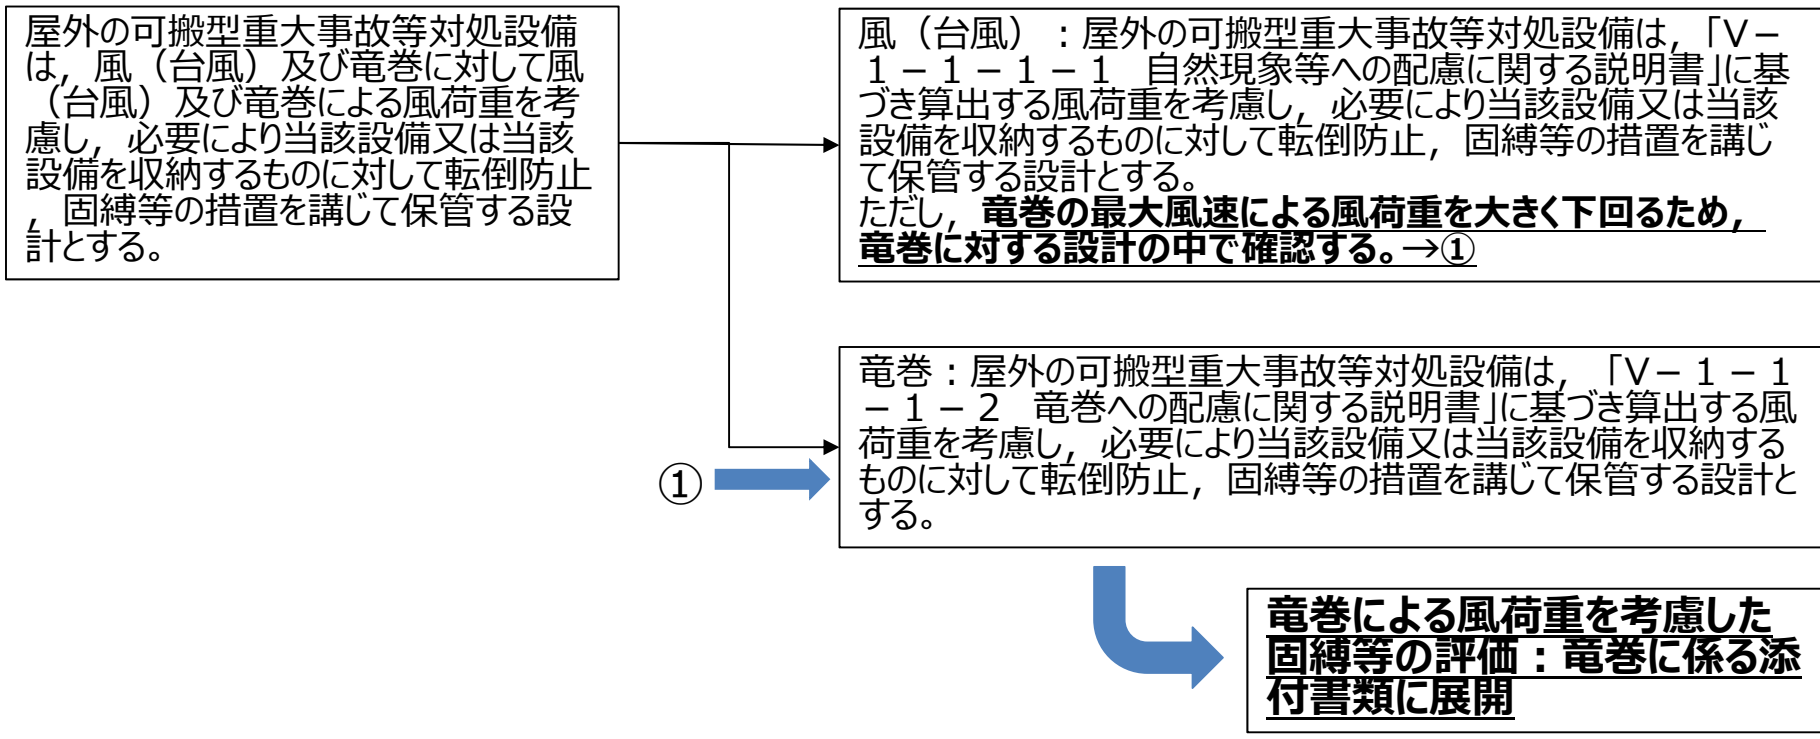 屋外の可搬型重大事故等対処設備
は，風（台風）及び竜巻に対して風
（台風）及び竜巻による風荷重を考
慮し，必要により当該設備又は当該
設備を収納するものに対して転倒防止
，固縛等の措置を講じて保管する設
計とする。
風（台風）：屋外の可搬型重大事故等対処設備は，「Ⅴ－
１－１－１－１　自然現象等への配慮に関する説明書」に基
づき算出する風荷重を考慮し，必要により当該設備又は当該
設備を収納するものに対して転倒防止，固縛等の措置を講じ
て保管する設計とする。
ただし，竜巻の最大風速による風荷重を大きく下回るため，
竜巻に対する設計の中で確認する。→①
竜巻：屋外の可搬型重大事故等対処設備は，「Ⅴ－１－１
－１－２　竜巻への配慮に関する説明書」に基づき算出する風
荷重を考慮し，必要により当該設備又は当該設備を収納する
ものに対して転倒防止，固縛等の措置を講じて保管する設計と
する。
①
竜巻による風荷重を考慮した
固縛等の評価：竜巻に係る添
付書類に展開